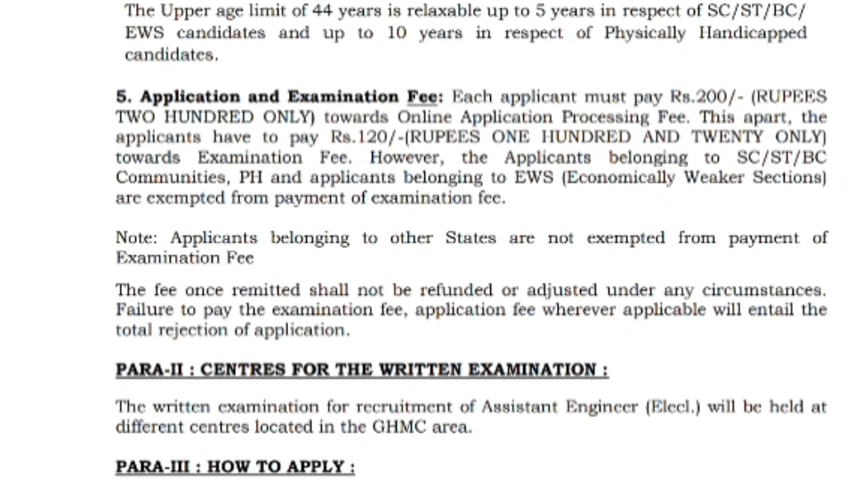 The Upper age limit of 44 years is relaxable up to 5 years in respect of SC/ST/BC/
EWS candidates and up to 10 years in respect of Physically Handicapped
candidates.
5. Application and Examination Fee: Each applicant must pay Rs.200/- (RUPEES
TWO HUNDRED ONLY) towards Online Application Processing Fee. This apart, the
applicants have to pay Rs.120/-(RUPEES ONE HUNDRED AND TWENTY ONLY)
towards Examination Fee. However, the Applicants belonging to SC/ST/BC
Communities, PH and applicants belonging to EWS (Economically Weaker Sections)
are exempted from payment of examination fee.
Note: Applicants belonging to other States are not exempted from payment of
Examination Fee
The fee once remitted shall not be refunded or adjusted under any circumstances.
Failure to pay the examination fee, application fee wherever applicable will entail the
total rejection of application.
PARA-II : CENTRES FOR THE WRITTEN EXAMINATION :
The written examination for recruitment of Assistant Engineer (Elecl.) will be held at
different centres located in the GHMC area.
PARA-III : HOW TO APPLY :